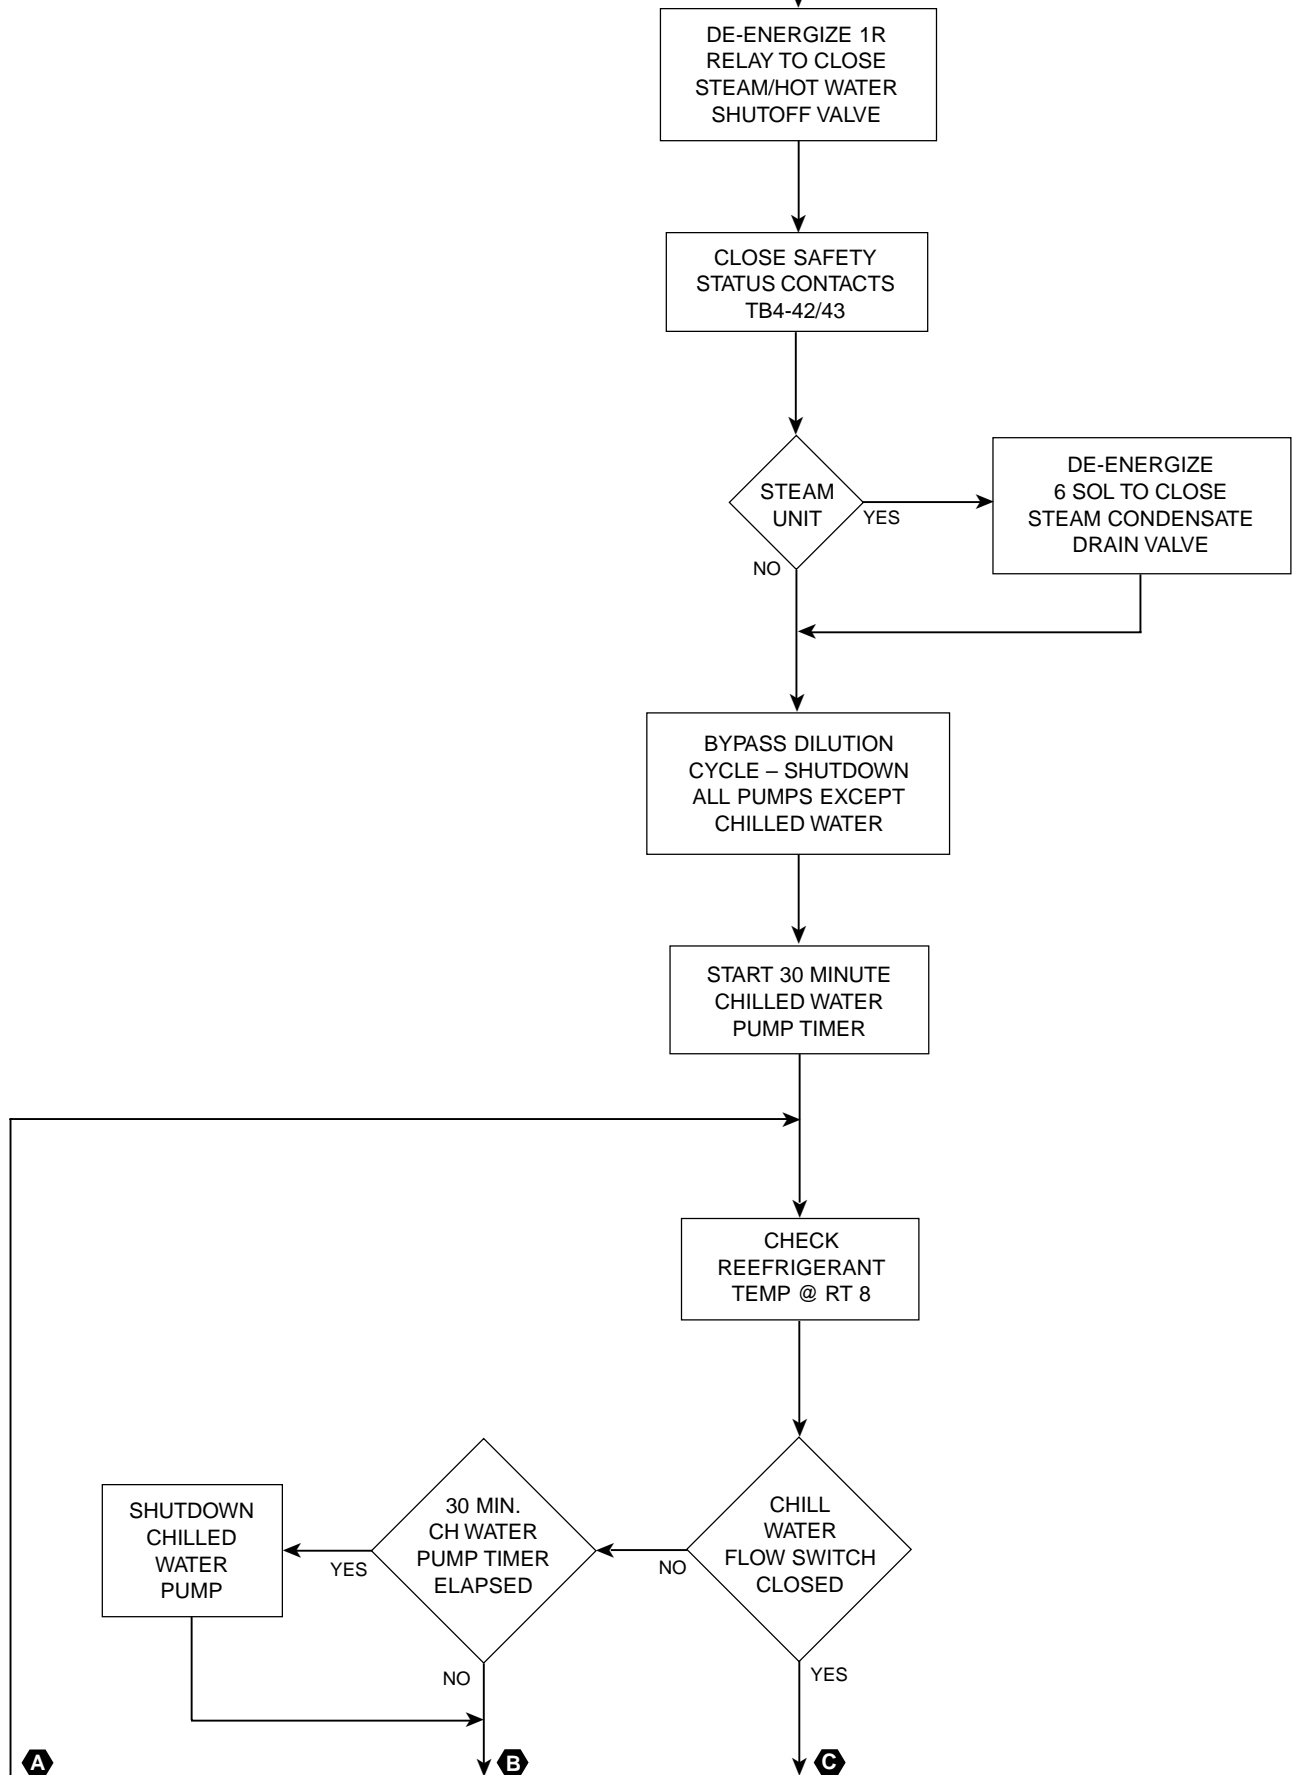 DE-ENERGIZE 1R
RELAY TO CLOSE
STEAM/HOT WATER
SHUTOFF VALVE
CLOSE SAFETY
STATUS CONTACTS
TB4-42/43
STEAM
UNIT
YES
NO
DE-ENERGIZE
6 SOL TO CLOSE
STEAM CONDENSATE
DRAIN VALVE
BYPASS DILUTION
CYCLE – SHUTDOWN
ALL PUMPS EXCEPT
CHILLED WATER
START 30 MINUTE
CHILLED WATER
PUMP TIMER
CHECK
REEFRIGERANT
TEMP @ RT 8
CHILL
WATER
FLOW SWITCH
CLOSED
NO
YES
30 MIN.
CH WATER
PUMP TIMER
ELAPSED
YES
NO
SHUTDOWN
CHILLED
WATER
PUMP
A
B
C